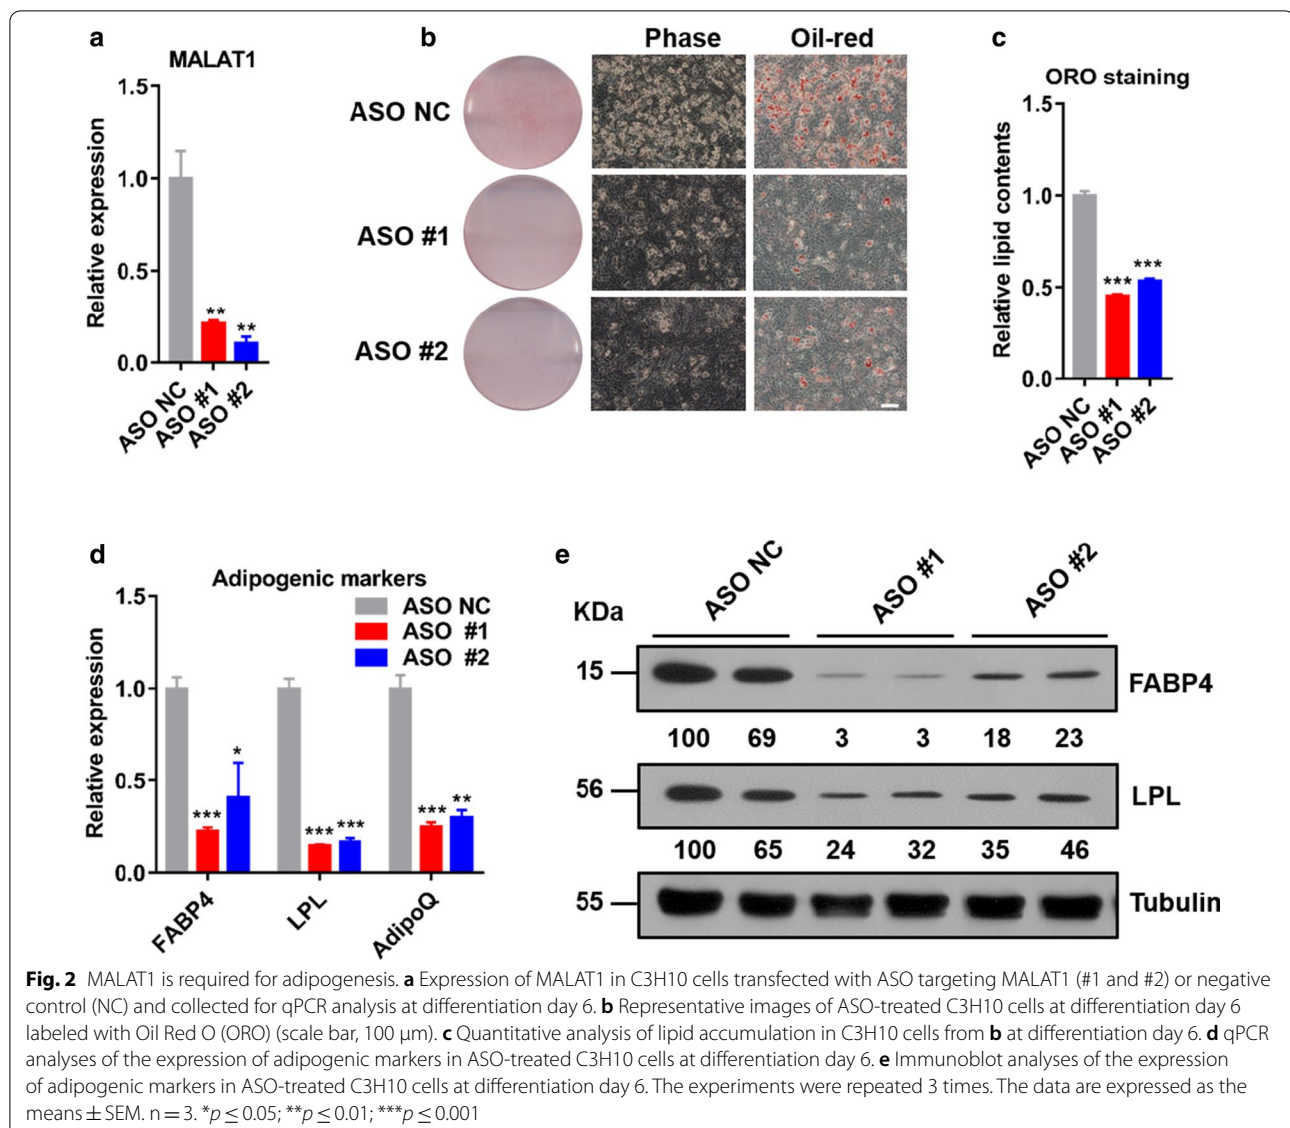 a
MALAT1
Relative expression
1.5
1.0
0.5
0.0
**
**
ASO NC
ASO #1
ASO #2
b
Phase Oil-red
ASO NC
ASO #1
ASO #2
c
ORO staining
Relative lipid contents
1.5
1.0
0.5
0.0
***
***
ASO NC
ASO #1
ASO #2
d
Adipogenic markers
ASO NC
ASO #1
ASO #2
Relative expression
1.5
1.0
0.5
0.0
***
*
***
***
***
**
FABP4
LPL
AdipoQ
e
KDa
ASO NC
ASO #1
ASO #2
15 FABP4
100 69 3 3 18 23
56 LPL
100 65 24 32 35 46
55 Tubulin
Fig. 2 MALAT1 is required for adipogenesis. a Expression of MALAT1 in C3H10 cells transfected with ASO targeting MALAT1 (#1 and #2) or negative
control (NC) and collected for qPCR analysis at differentiation day 6. b Representative images of ASO-treated C3H10 cells at differentiation day 6
labeled with Oil Red O (ORO) (scale bar, 100 μm). c Quantitative analysis of lipid accumulation in C3H10 cells from b at differentiation day 6. d qPCR
analyses of the expression of adipogenic markers in ASO-treated C3H10 cells at differentiation day 6. e Immunoblot analyses of the expression
of adipogenic markers in ASO-treated C3H10 cells at differentiation day 6. The experiments were repeated 3 times. The data are expressed as the
means ± SEM. n = 3. *p ≤ 0.05; **p ≤ 0.01; ***p ≤ 0.001